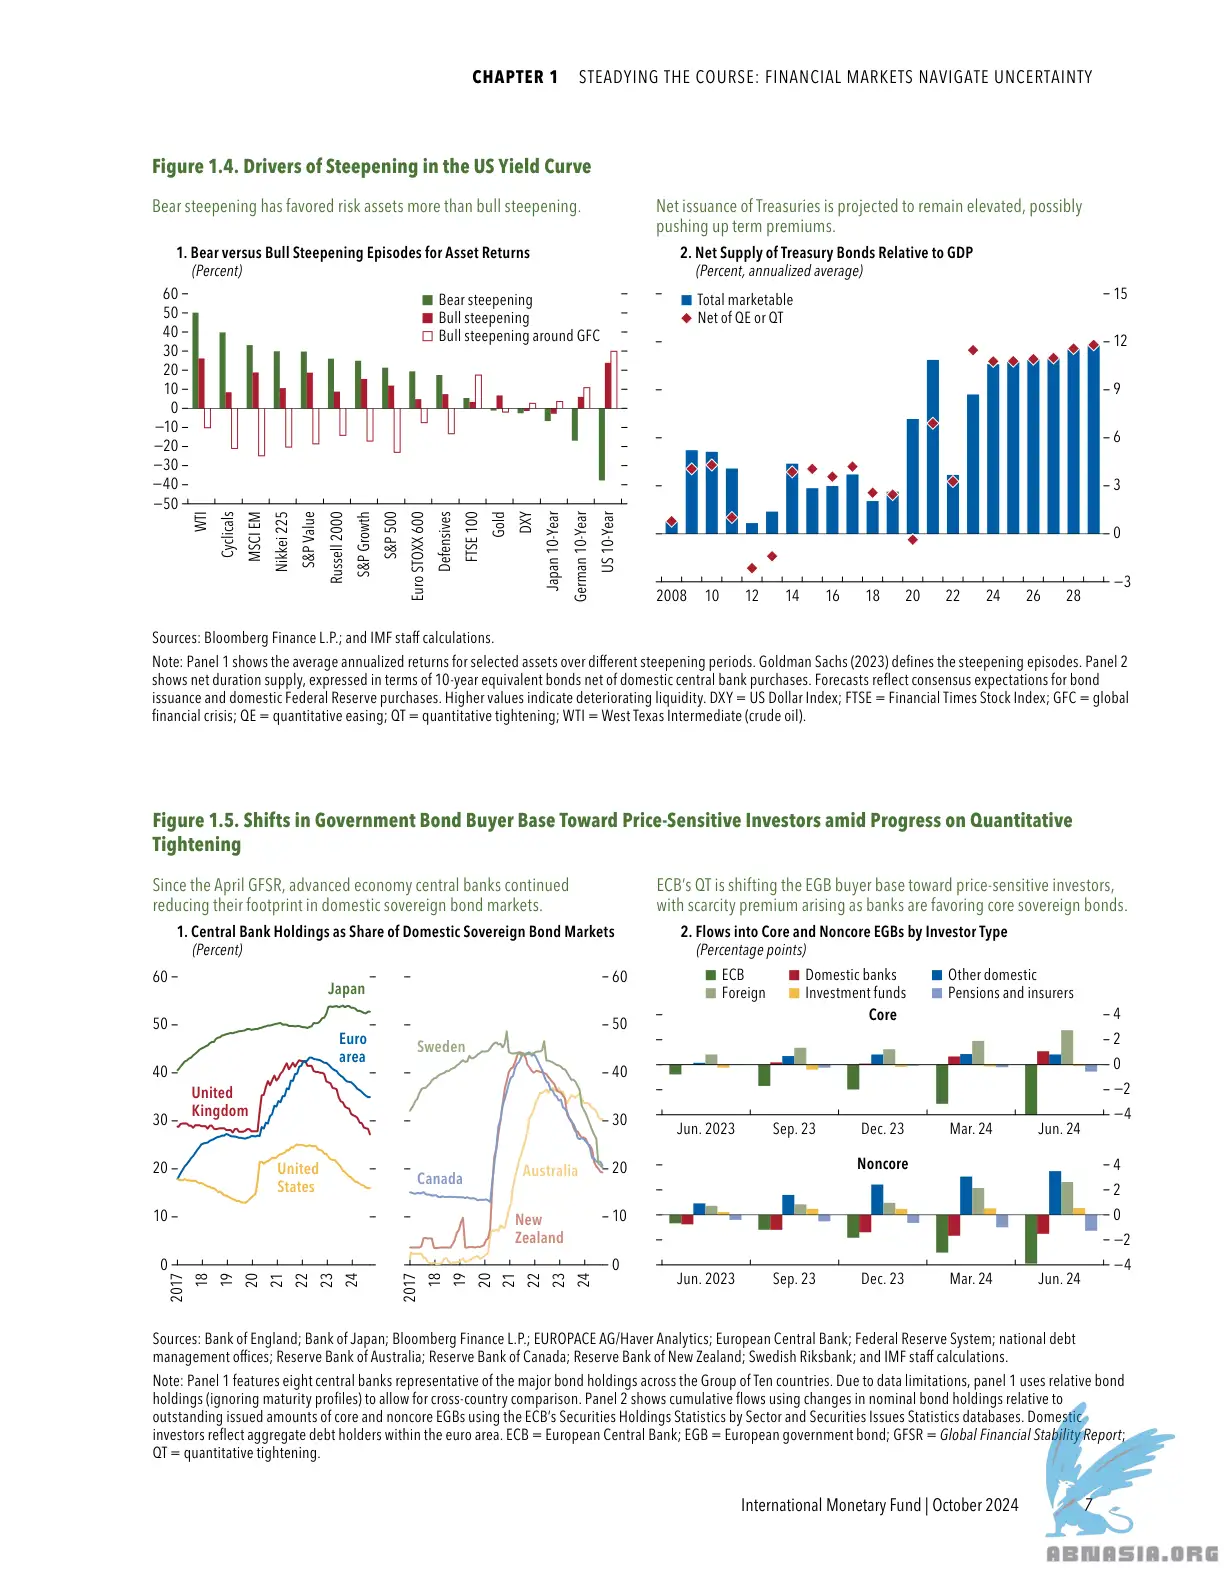 CHAPTER 1 STEADYING THE COURSE: FINANCIAL MARKETS NAVIGATE UNCERTAINTY
Figure 1.4. Drivers of Steepening in the US Yield Curve
Bear steepening has favored risk assets more than bull steepening.
1. Bear versus Bull Steepening Episodes for Asset Returns
(Percent)
60
50
40
30
20
10
0
−10
−20
−30
−40
−50
Bear steepening
Bull steepening
Bull steepening around GFC
WTI
Cyclicals
MSCI EM
Nikkei 225
S&P Value
Russell 2000
S&P Growth
S&P 500
Euro STOXX 600
Defensives
FTSE 100
Gold
DXY
Japan 10-Year
German 10-Year
US 10-Year
Net issuance of Treasuries is projected to remain elevated, possibly
pushing up term premiums.
2. Net Supply of Treasury Bonds Relative to GDP
(Percent, annualized average)
Total marketable
Net of QE or QT
15
12
9
6
3
0
−3
2008 10 12 14 16 18 20 22 24 26 28
Sources: Bloomberg Finance L.P.; and IMF staff calculations.
Note: Panel 1 shows the average annualized returns for selected assets over different steepening periods. Goldman Sachs (2023) defines the steepening episodes. Panel 2
shows net duration supply, expressed in terms of 10-year equivalent bonds net of domestic central bank purchases. Forecasts reflect consensus expectations for bond
issuance and domestic Federal Reserve purchases. Higher values indicate deteriorating liquidity. DXY = US Dollar Index; FTSE = Financial Times Stock Index; GFC = global
financial crisis; QE = quantitative easing; QT = quantitative tightening; WTI = West Texas Intermediate (crude oil).
Figure 1.5. Shifts in Government Bond Buyer Base Toward Price-Sensitive Investors amid Progress on Quantitative
Tightening
Since the April GFSR, advanced economy central banks continued
reducing their footprint in domestic sovereign bond markets.
1. Central Bank Holdings as Share of Domestic Sovereign Bond Markets
(Percent)
60
50
40
30
20
10
0
Japan
Euro
area
United
Kingdom
United
States
2017 18 19 20 21 22 23 24
Sweden
Canada
Australia
New
Zealand
60
50
40
30
20
10
0
2017 18 19 20 21 22 23 24
ECB's QT is shifting the EGB buyer base toward price-sensitive investors,
with scarcity premium arising as banks are favoring core sovereign bonds.
2. Flows into Core and Noncore EGBs by Investor Type
(Percentage points)
ECB Domestic banks Other domestic
Foreign Investment funds Pensions and insurers
Core
4
2
0
−2
−4
Jun. 2023 Sep. 23 Dec. 23 Mar. 24 Jun. 24
Noncore
4
2
0
−2
−4
Jun. 2023 Sep. 23 Dec. 23 Mar. 24 Jun. 24
Sources: Bank of England; Bank of Japan; Bloomberg Finance L.P.; EUROPACE AG/Haver Analytics; European Central Bank; Federal Reserve System; national debt
management offices; Reserve Bank of Australia; Reserve Bank of Canada; Reserve Bank of New Zealand; Swedish Riksbank; and IMF staff calculations.
Note: Panel 1 features eight central banks representative of the major bond holdings across the Group of Ten countries. Due to data limitations, panel 1 uses relative bond
holdings (ignoring maturity profiles) to allow for cross-country comparison. Panel 2 shows cumulative flows using changes in nominal bond holdings relative to
outstanding issued amounts of core and noncore EGBs using the ECB's Securities Holdings Statistics by Sector and Securities Issues Statistics databases. Domestic
investors reflect aggregate debt holders within the euro area. ECB = European Central Bank; EGB = European government bond; GFSR = Global Financial Stability Report;
QT = quantitative tightening.
International Monetary Fund | October 2024 7
ABNASIA.ORG